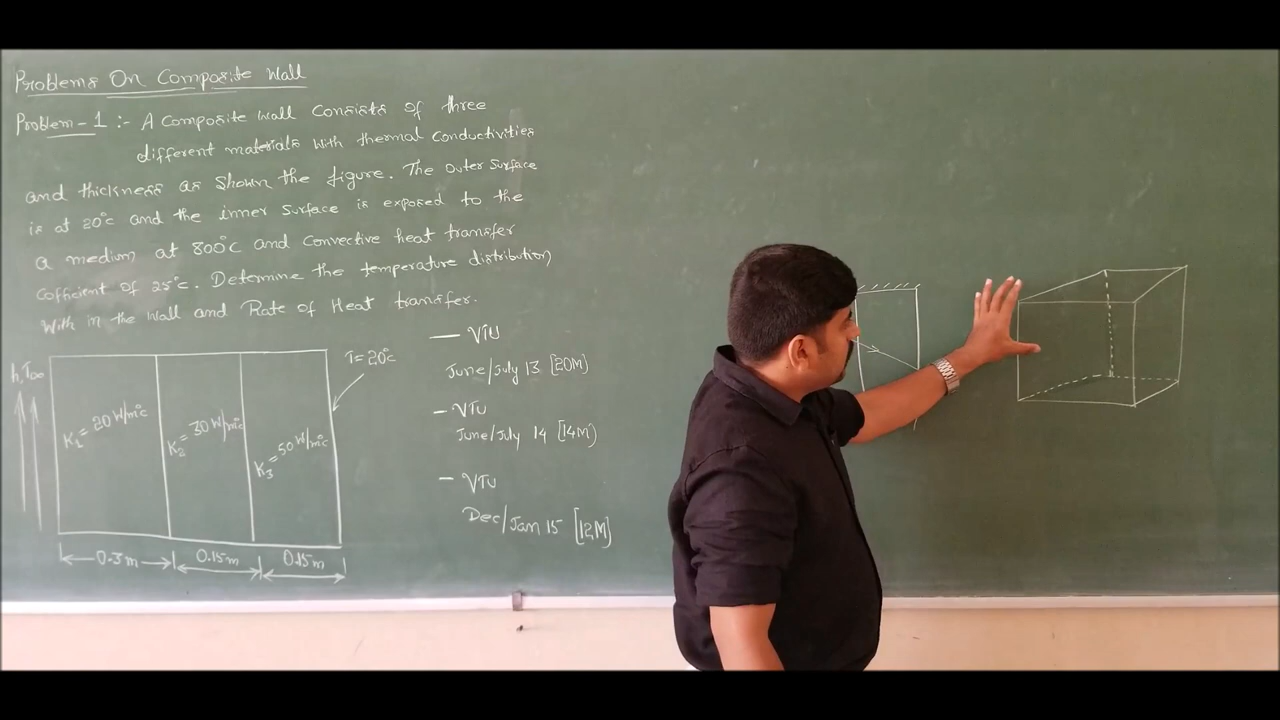 Problems On Composite Wall
Problem-1 :- A Composite Wall Consists of three
different materials with thermal conductivities
and thickness as shown the figure. The outer surface
is at 20°c and the inner surface is exposed to the
a medium at 800°c and Convective heat transfer
Cofficient of 25°c. Determine the temperature distribution
With in the wall and Rate of Heat transfer.
— VTU
June/July 13 [20M]
— VTU
June/July 14 [14M]
— VTU
Dec/Jan 15 [12M]
h, T∞
K₁ = 20 W/m°c
K₂ = 30 W/m°c
K₃ = 50 W/m°c
T = 20°c
0.3m
0.15m
0.15m